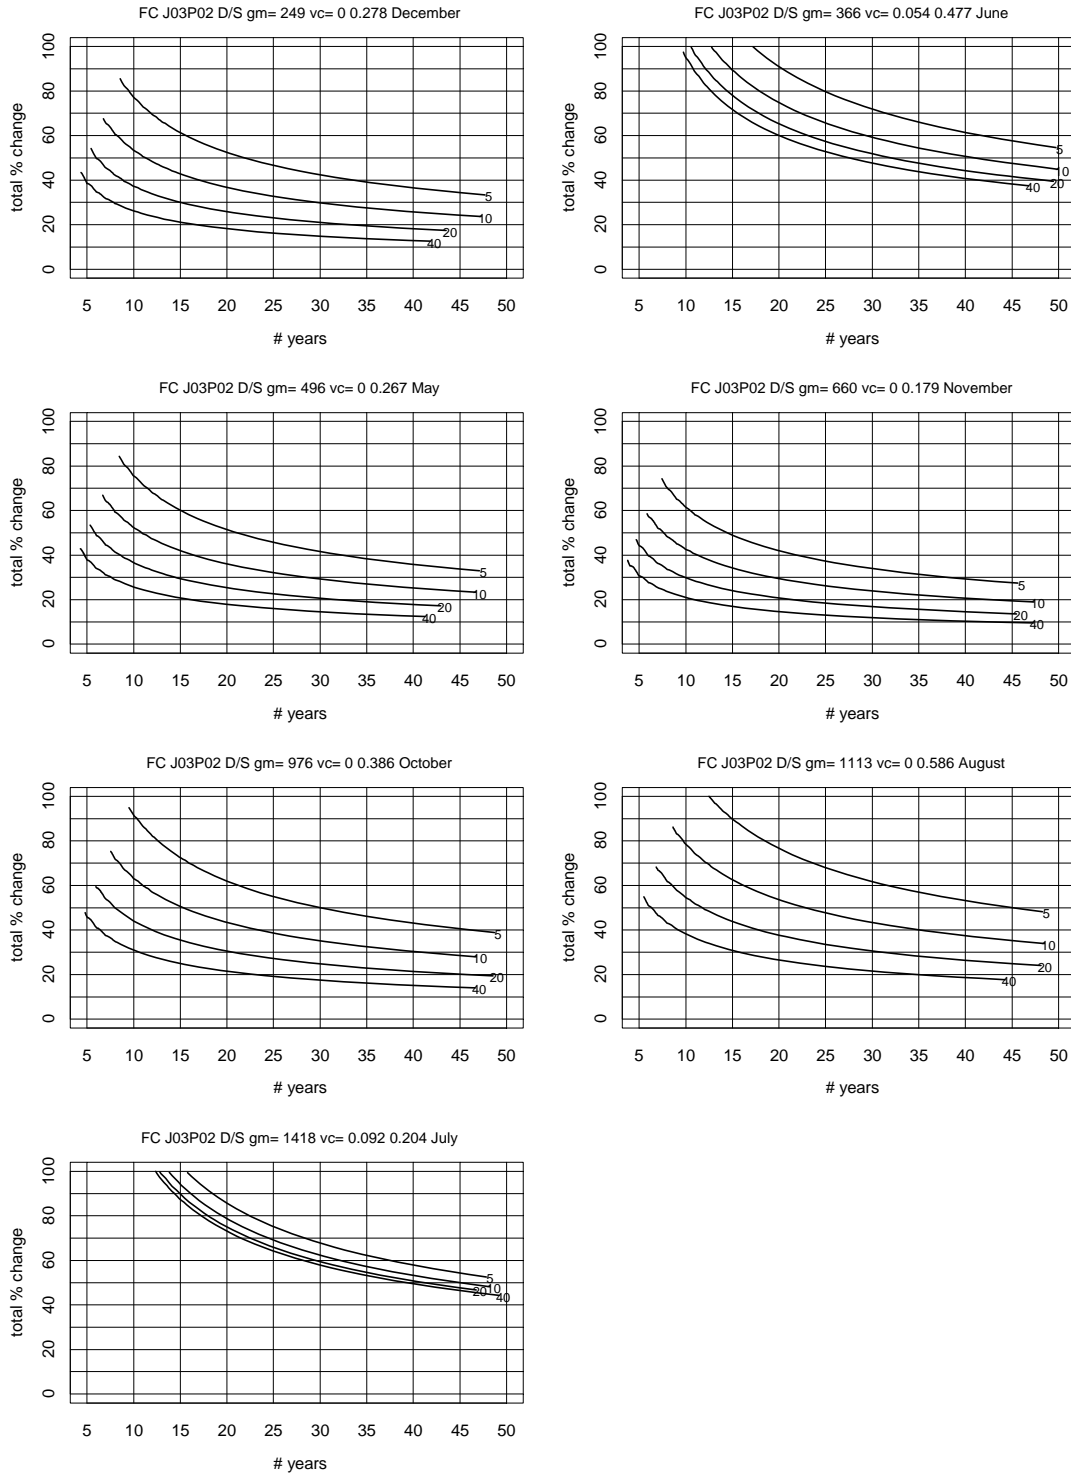 FC J03P02 D/S gm= 249 vc= 0 0.278 December
total % change
0 20 40 60 80 100
5
10
20
40
5 10 15 20 25 30 35 40 45 50
# years
FC J03P02 D/S gm= 366 vc= 0.054 0.477 June
total % change
0 20 40 60 80 100
5
10
20
40
5 10 15 20 25 30 35 40 45 50
# years
FC J03P02 D/S gm= 496 vc= 0 0.267 May
total % change
0 20 40 60 80 100
5
10
20
40
5 10 15 20 25 30 35 40 45 50
# years
FC J03P02 D/S gm= 660 vc= 0 0.179 November
total % change
0 20 40 60 80 100
5
10
20
40
5 10 15 20 25 30 35 40 45 50
# years
FC J03P02 D/S gm= 976 vc= 0 0.386 October
total % change
0 20 40 60 80 100
5
10
20
40
5 10 15 20 25 30 35 40 45 50
# years
FC J03P02 D/S gm= 1113 vc= 0 0.586 August
total % change
0 20 40 60 80 100
5
10
20
40
5 10 15 20 25 30 35 40 45 50
# years
FC J03P02 D/S gm= 1418 vc= 0.092 0.204 July
total % change
0 20 40 60 80 100
5
10
20
40
5 10 15 20 25 30 35 40 45 50
# years